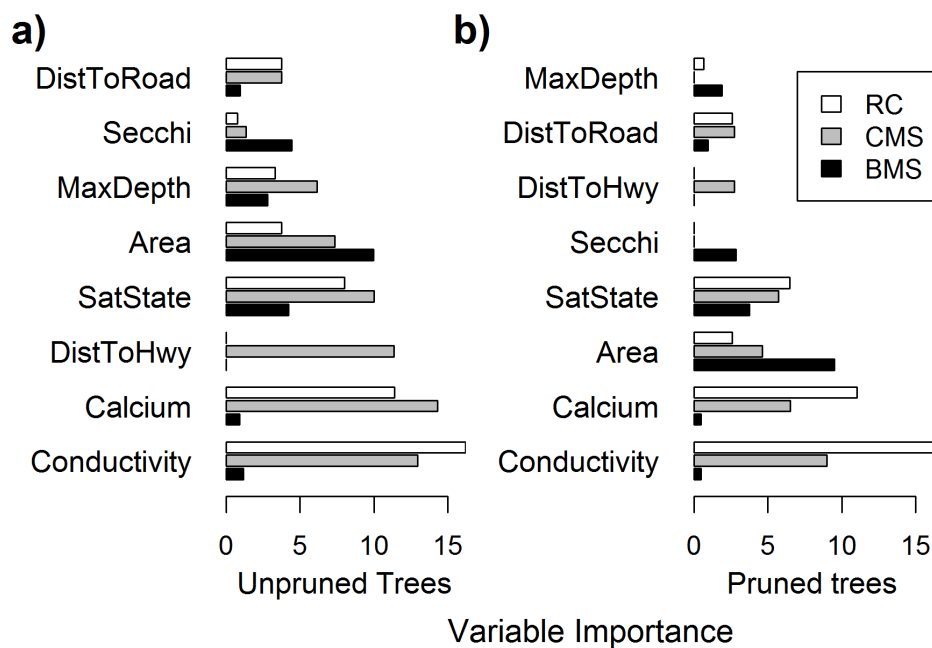 a)
DistToRoad
Secchi
MaxDepth
Area
SatState
DistToHwy
Calcium
Conductivity
0 5 10 15
Unpruned Trees
b)
MaxDepth
DistToRoad
DistToHwy
Secchi
SatState
Area
Calcium
Conductivity
0 5 10 15
Pruned trees
RC
CMS
BMS
Variable Importance